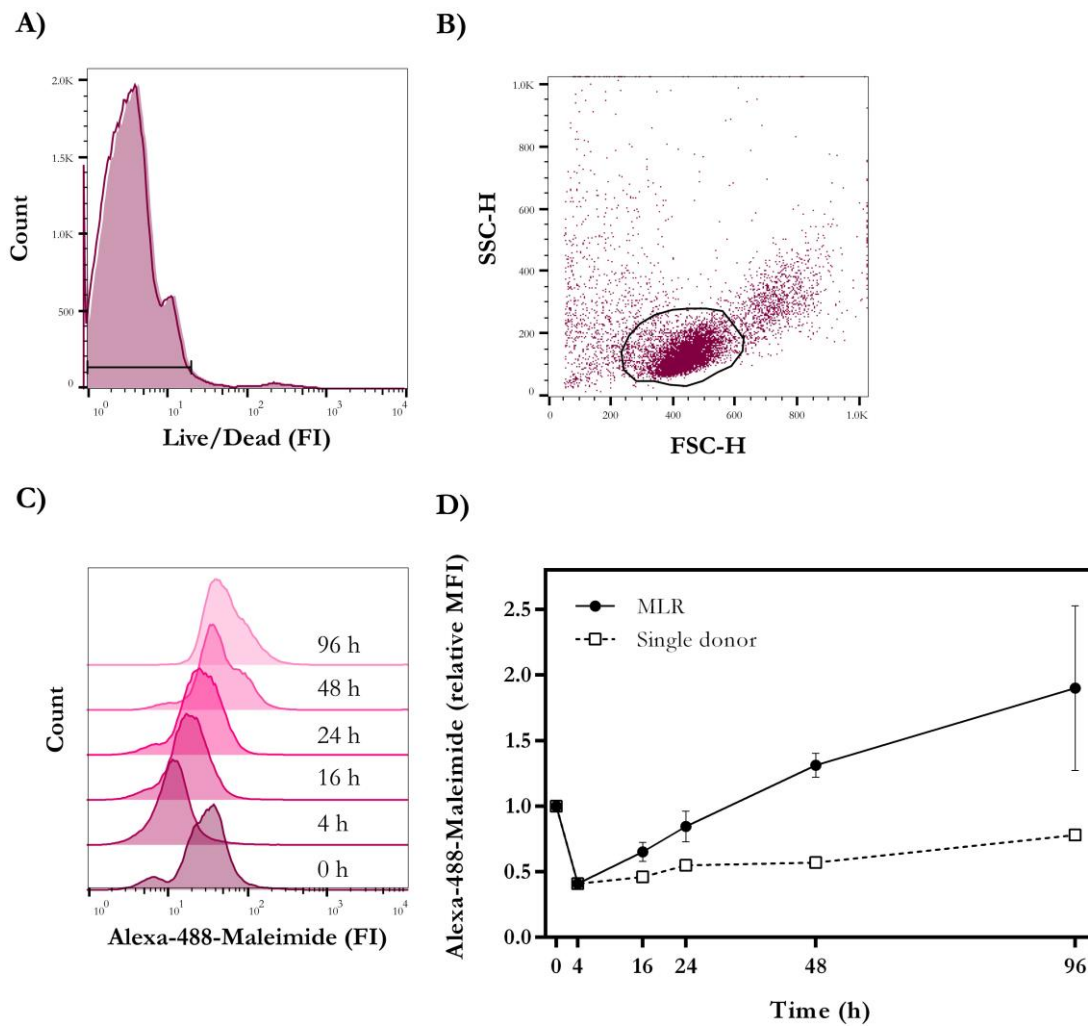 A)
Count
2.0K
1.5K
1.0K
500
0
10^0
10^1
10^2
10^3
10^4
Live/Dead (FI)
B)
SSC-H
1.0K
800
600
400
200
0
0
200
400
600
800
1.0K
FSC-H
C)
Count
96 h
48 h
24 h
16 h
4 h
0 h
10^0
10^1
10^2
10^3
10^4
Alexa-488-Maleimide (FI)
D)
Alexa-488-Maleimide (relative MFI)
2.5
2.0
1.5
1.0
0.5
0.0
MLR
Single donor
0
4
16
24
48
96
Time (h)